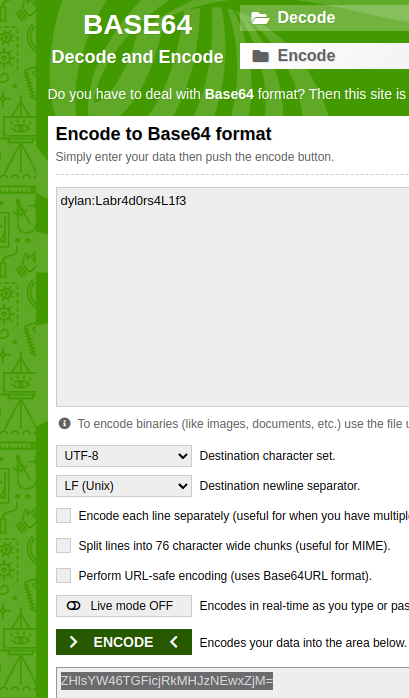 BASE64
Decode and Encode
Decode
Encode
Do you have to deal with Base64 format? Then this site is
Encode to Base64 format
Simply enter your data then push the encode button.
dylan:Labr4d0rs4L1f3
To encode binaries (like images, documents, etc.) use the file u
UTF-8 Destination character set.
LF (Unix) Destination newline separator.
Encode each line separately (useful for when you have multipl
Split lines into 76 character wide chunks (useful for MIME).
Perform URL-safe encoding (uses Base64URL format).
Live mode OFF Encodes in real-time as you type or pas
ENCODE Encodes your data into the area below.
ZHlsYW46TGFicjRkMHJzNEwxZjM=